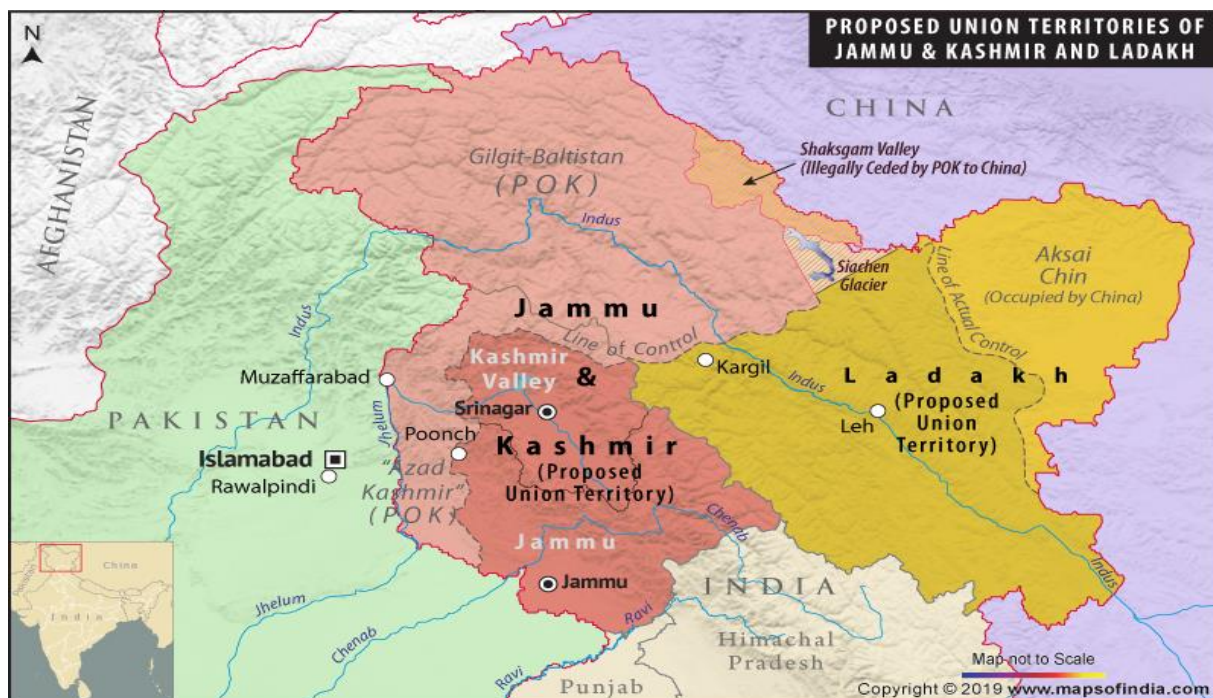 N
PROPOSED UNION TERRITORIES OF
JAMMU & KASHMIR AND LADAKH
AFGHANISTAN
CHINA
Gilgit-Baltistan
(POK)
Shaksgam Valley
(Illegally Ceded by POK to China)
Indus
Siachen
Glacier
Aksai
Chin
(Occupied by China)
Line of Actual Control
Indus
Jammu
Line of Control
Kashmir
Valley
&
Kargil
Indus
Ladakh
(Proposed
Union
Territory)
Muzaffarabad
Srinagar
Leh
PAKISTAN
Jhelum
Poonch
Kashmir
(Proposed
Union Territory)
Islamabad
Rawalpindi
"Azad
Kashmir"
(POK)
Chenab
Jammu
Jammu
INDIA
Indus
Jhelum
Chenab
Ravi
Ravi
Himachal
Pradesh
Punjab
Pakistan
China
India
Map not to Scale
Copyright © 2019 www.mapsofindia.com